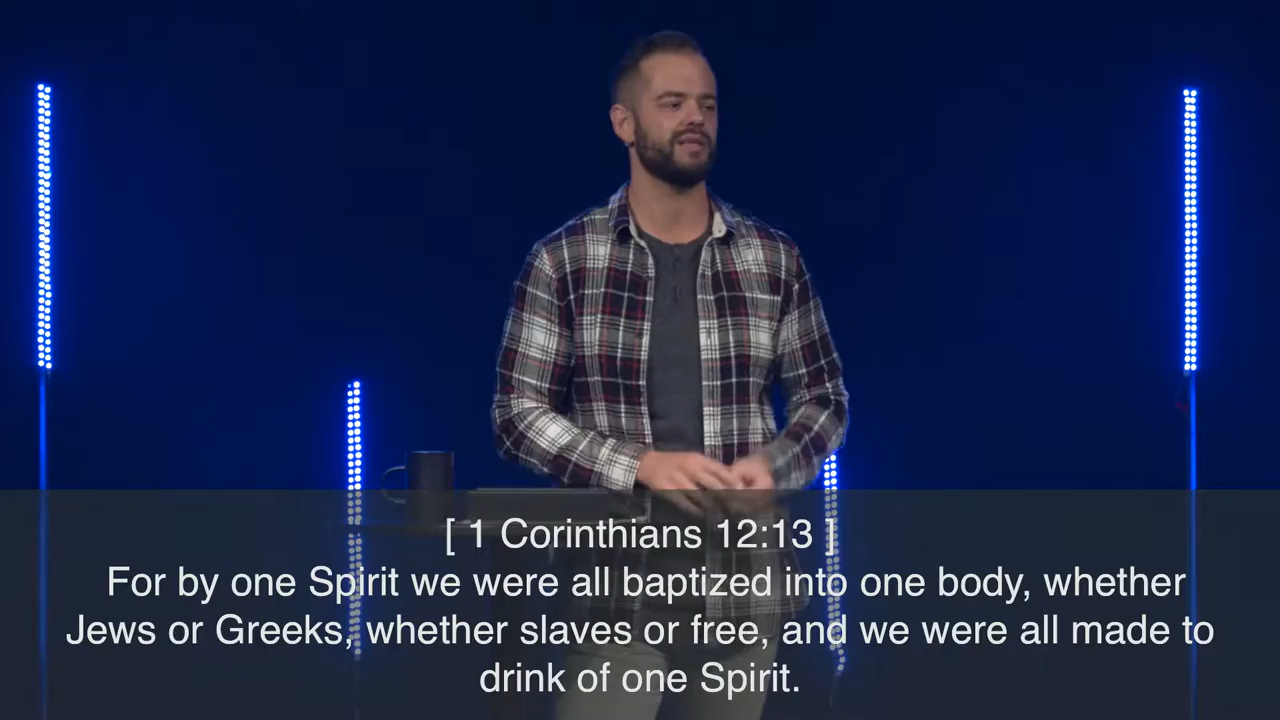 [ 1 Corinthians 12:13 ]
For by one Spirit we were all baptized into one body, whether
Jews or Greeks, whether slaves or free, and we were all made to
drink of one Spirit.